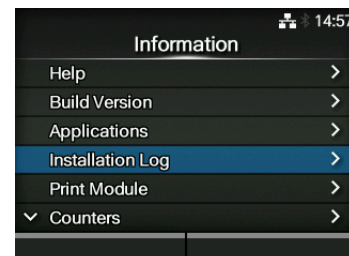 14:57
Information
Help
Build Version
Applications
Installation Log
Print Module
Counters